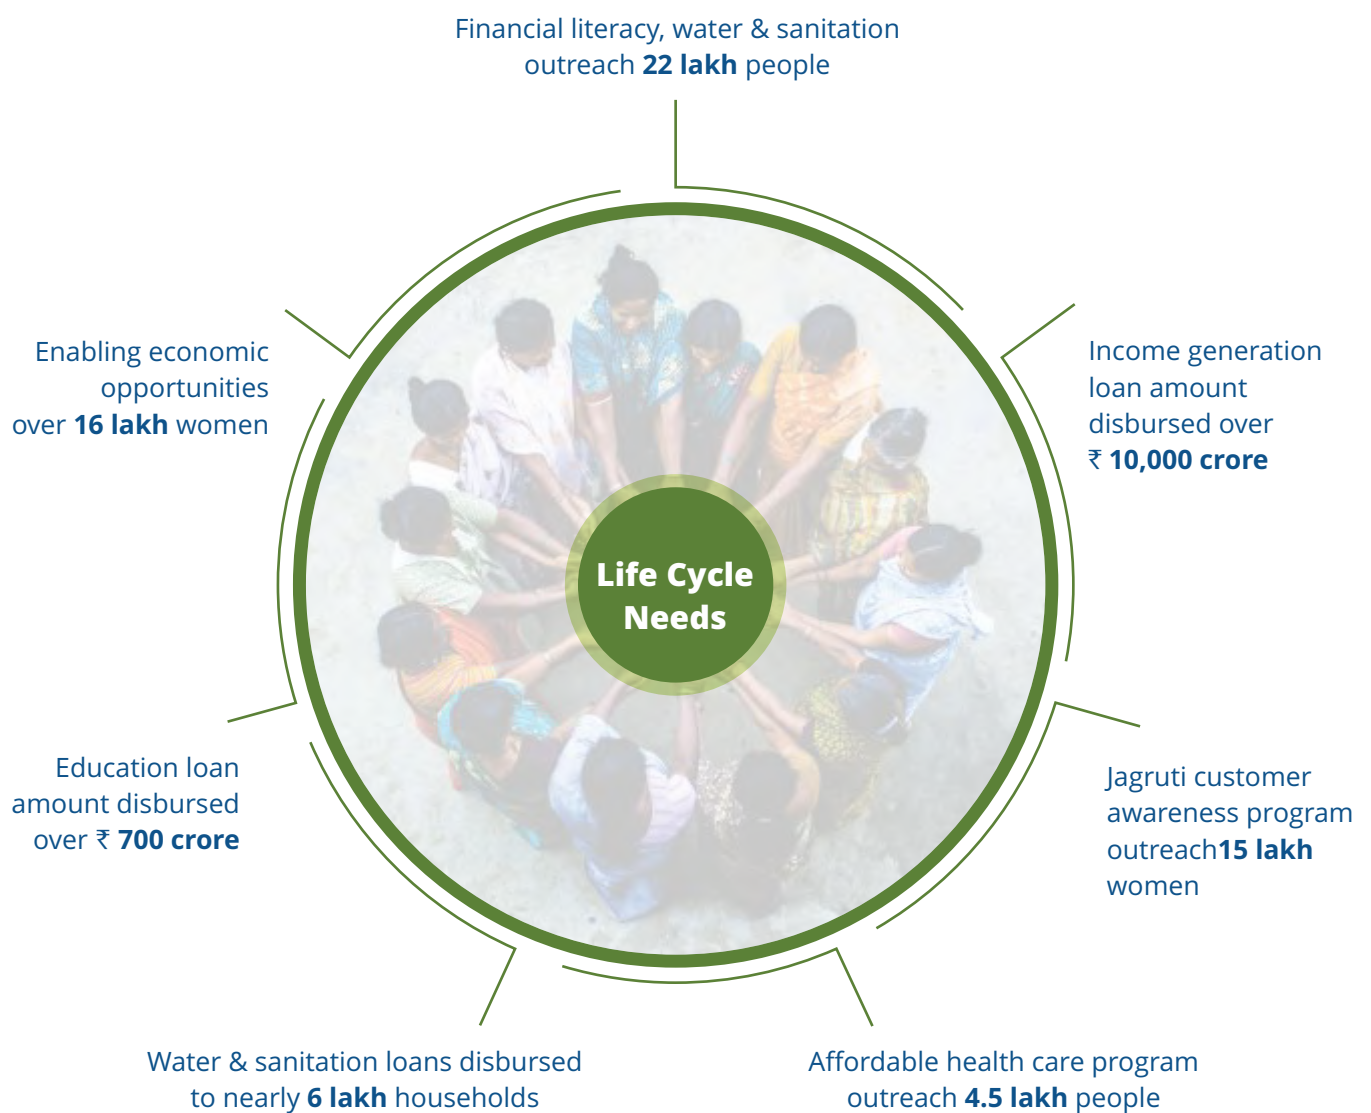 Financial literacy, water & sanitation
outreach 22 lakh people
Enabling economic
opportunities
over 16 lakh women
Income generation
loan amount
disbursed over
₹ 10,000 crore
Life Cycle
Needs
Education loan
amount disbursed
over ₹ 700 crore
Jagruti customer
awareness program
outreach15 lakh
women
Water & sanitation loans disbursed
to nearly 6 lakh households
Affordable health care program
outreach 4.5 lakh people